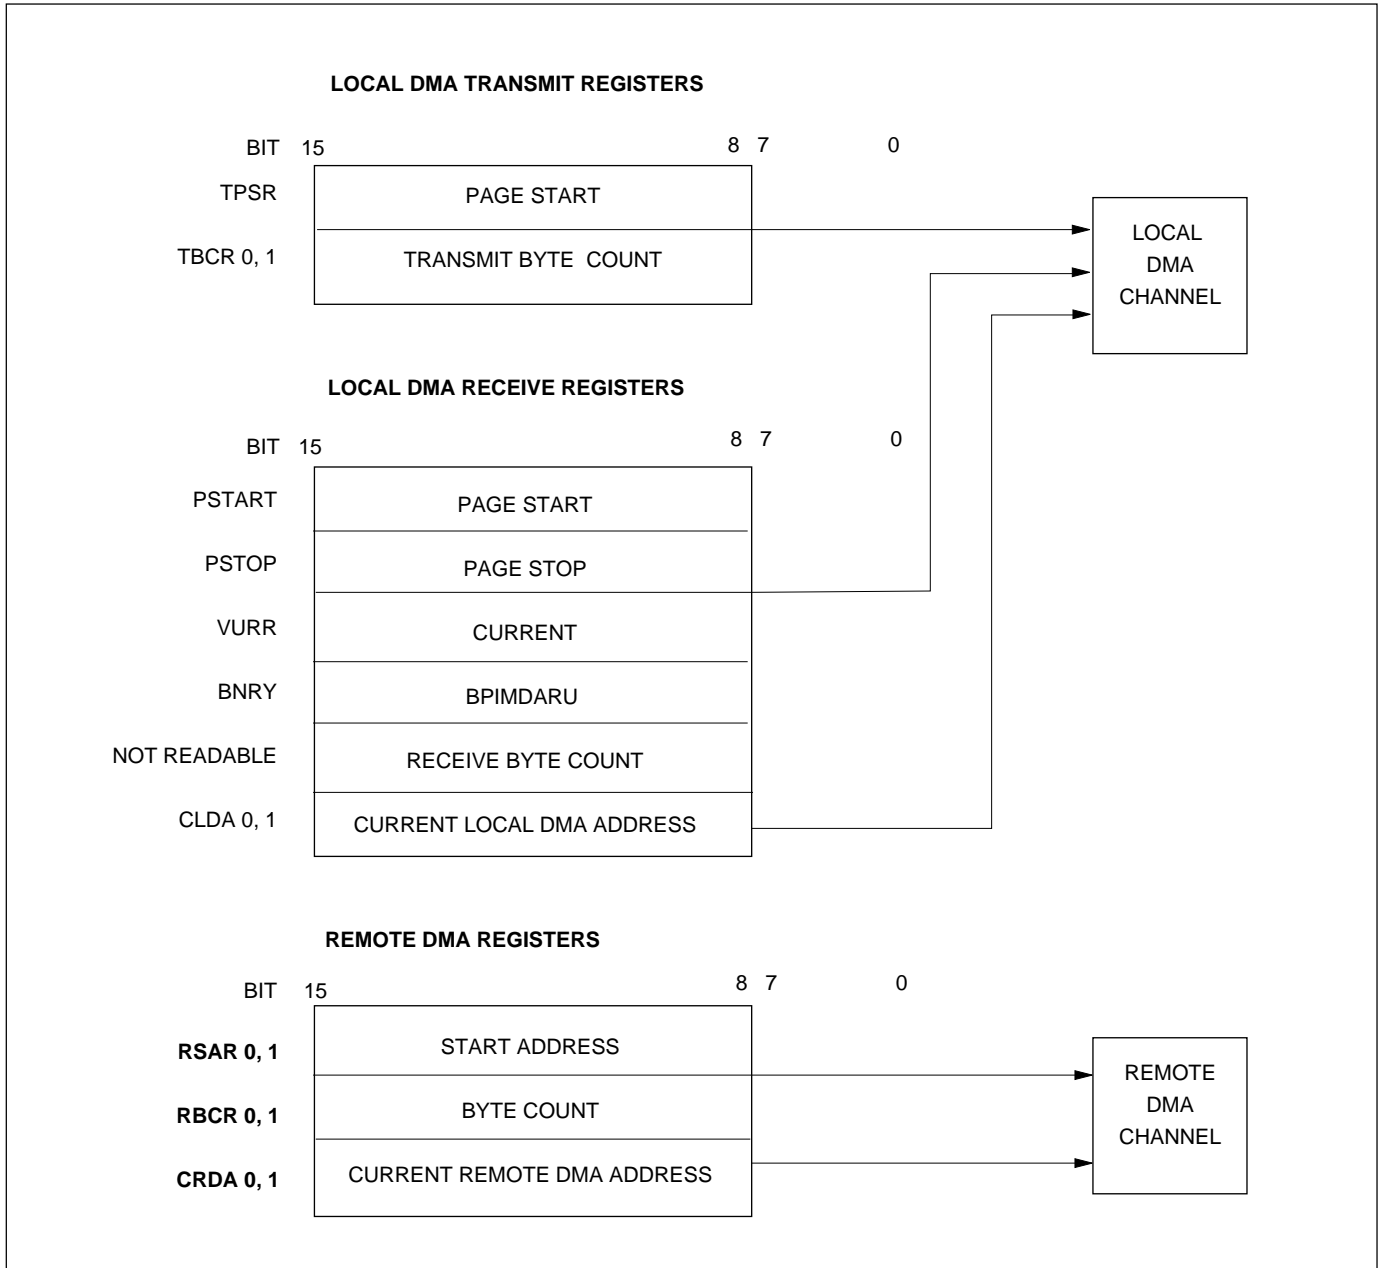 LOCAL DMA TRANSMIT REGISTERS
BIT 15 8 7 0
TPSR PAGE START
TBCR 0, 1 TRANSMIT BYTE COUNT
LOCAL
DMA
CHANNEL
LOCAL DMA RECEIVE REGISTERS
BIT 15 8 7 0
PSTART PAGE START
PSTOP PAGE STOP
VURR CURRENT
BNRY BPIMDARU
NOT READABLE RECEIVE BYTE COUNT
CLDA 0, 1 CURRENT LOCAL DMA ADDRESS
REMOTE DMA REGISTERS
BIT 15 8 7 0
RSAR 0, 1 START ADDRESS
RBCR 0, 1 BYTE COUNT
CRDA 0, 1 CURRENT REMOTE DMA ADDRESS
REMOTE
DMA
CHANNEL